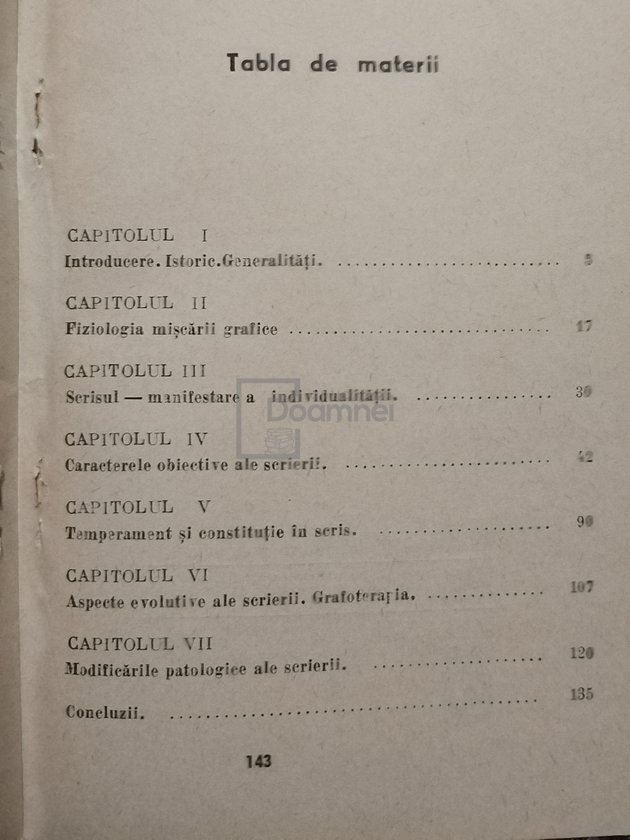 Tabla de materii
CAPITOLUL I
Introducere. Istoric. Generalități. .......................... 5
CAPITOLUL II
Fiziologia mișcării grafice .......................... 17
CAPITOLUL III
Serisul — manifestare a individualității. .......................... 30
Doamnei
CAPITOLUL IV
Caracterele obiective ale scrierii. .......................... 42
CAPITOLUL V
Temperament și constituție în scris. .......................... 90
CAPITOLUL VI
Aspecte evolutive ale scrierii. Grafoterapia. .......................... 107
CAPITOLUL VII
Modificările patologice ale scrierii. .......................... 120
Concluzii. .......................... 135
143